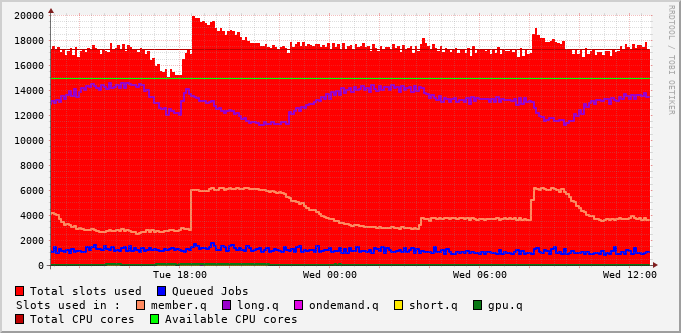 20000
18000
16000
14000
12000
10000
8000
6000
4000
2000
0
Tue 18:00 Wed 00:00 Wed 06:00 Wed 12:00
RRDTOOL / TOBI OETIKER
Total slots used Queued Jobs
Slots used in : member.q long.q ondemand.q short.q gpu.q
Total CPU cores Available CPU cores